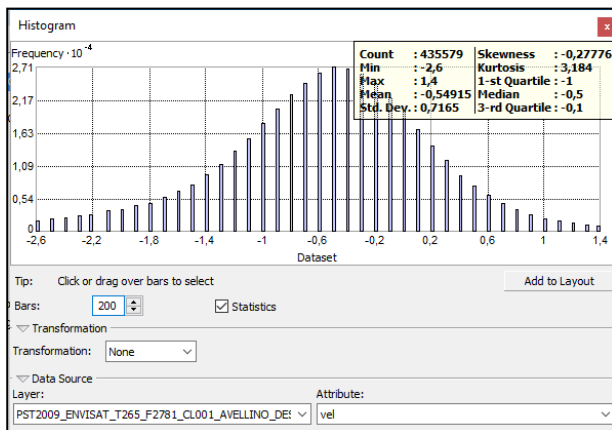 Histogram
x
Frequency · 10 -4
2,71
2,17
1,63
1,09
0,54
0
-2,6 -2,2 -1,8 -1,4 -1 -0,6 -0,2 0,2 0,6 1 1,4
Dataset
Count : 435579 Skewness : -0,27776
Min : -2,6 Kurtosis : 3,184
Max : 1,4 1-st Quartile : -1
Mean : -0,54915 Median : -0,5
Std. Dev. : 0,7165 3-rd Quartile : -0,1
Tip: Click or drag over bars to select
Add to Layout
Bars: 200
Statistics
Transformation
Transformation: None
Data Source
Layer: Attribute:
PST2009_ENVISAT_T265_F2781_CL001_AVELLINO_DES vel